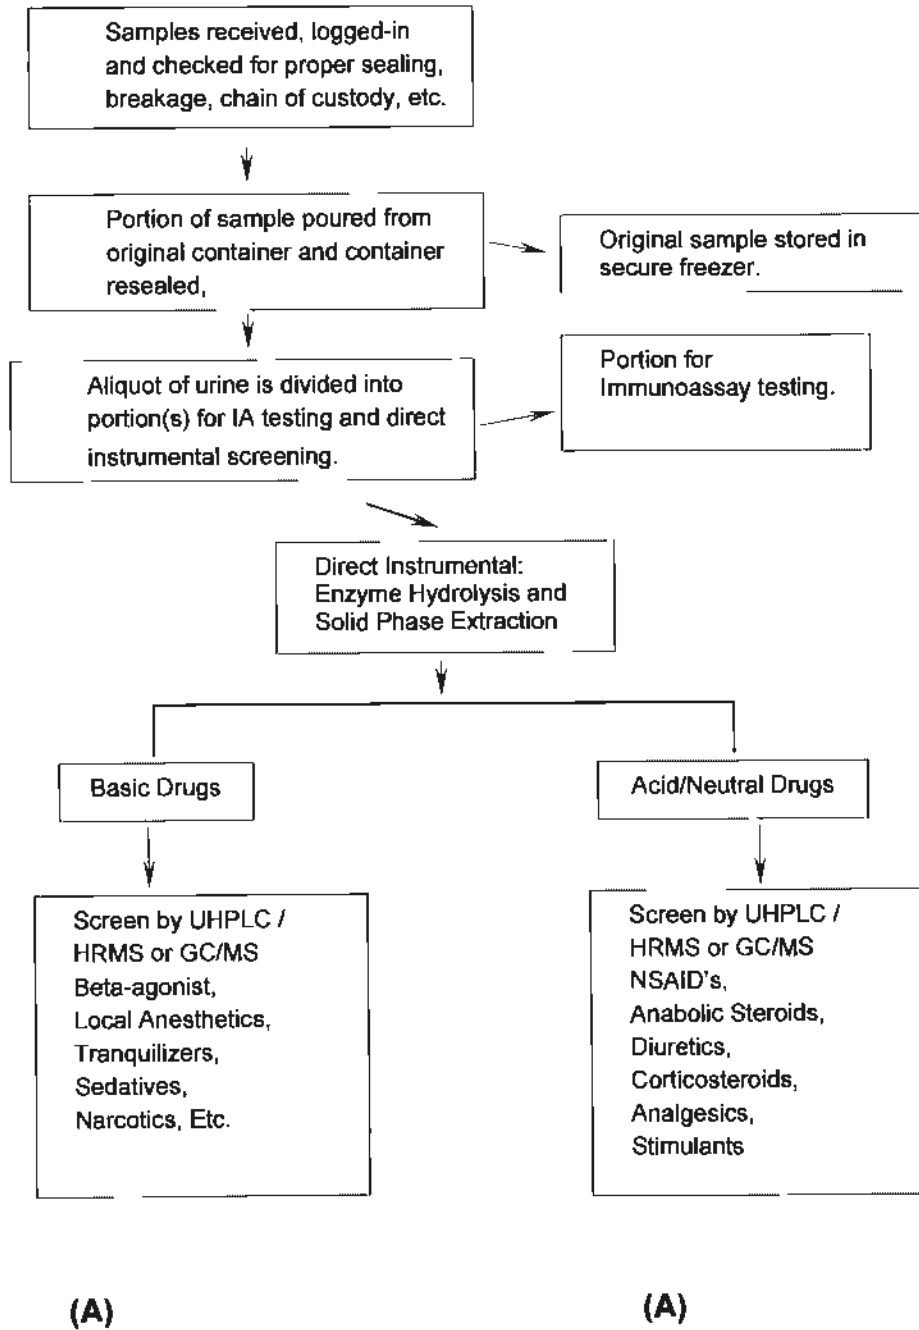 Samples received, logged-in
and checked for proper sealing,
breakage, chain of custody, etc.
Portion of sample poured from
original container and container
resealed,
Original sample stored in
secure freezer.
Aliquot of urine is divided into
portion(s) for IA testing and direct
instrumental screening.
Portion for
Immunoassay testing.
Direct Instrumental:
Enzyme Hydrolysis and
Solid Phase Extraction
Basic Drugs
Acid/Neutral Drugs
Screen by UHPLC /
HRMS or GC/MS
Beta-agonist,
Local Anesthetics,
Tranquilizers,
Sedatives,
Narcotics, Etc.
Screen by UHPLC /
HRMS or GC/MS
NSAID's,
Anabolic Steroids,
Diuretics,
Corticosteroids,
Analgesics,
Stimulants
(A)
(A)